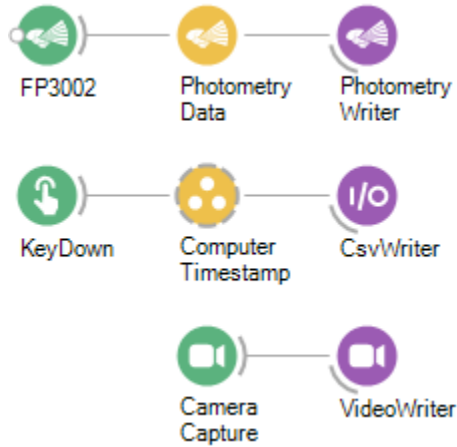 FP3002
Photometry
Data
Photometry
Writer
I/O
KeyDown
Computer
Timestamp
CsvWriter
Camera
Capture
VideoWriter